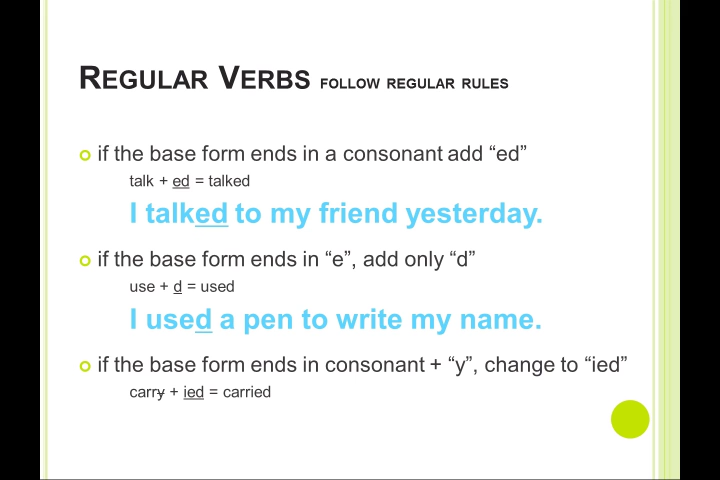 REGULAR VERBS FOLLOW REGULAR RULES
if the base form ends in a consonant add “ed”
talk + ed = talked
I talked to my friend yesterday.
if the base form ends in “e”, add only “d”
use + d = used
I used a pen to write my name.
if the base form ends in consonant + “y”, change to “ied”
carry + ied = carried